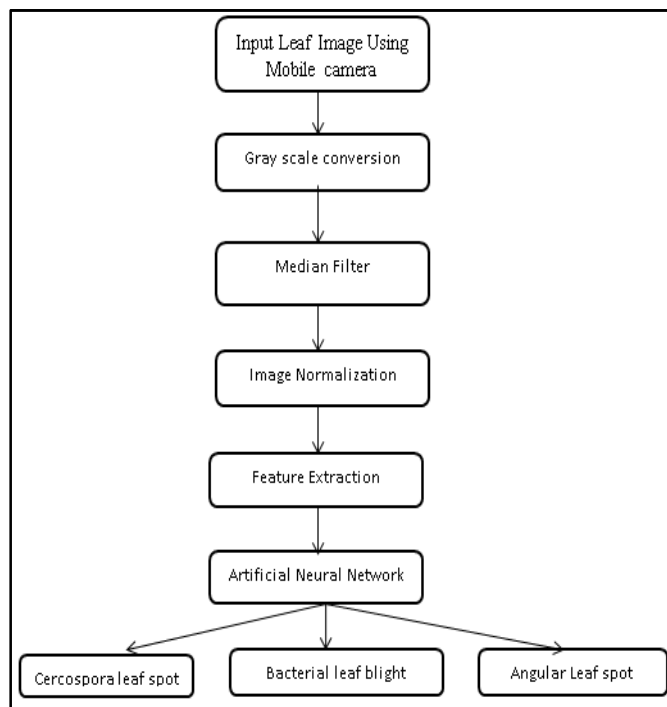 Input Leaf Image Using
Mobile camera
Gray scale conversion
Median Filter
Image Normalization
Feature Extraction
Artificial Neural Network
Cercospora leaf spot
Bacterial leaf blight
Angular Leaf spot